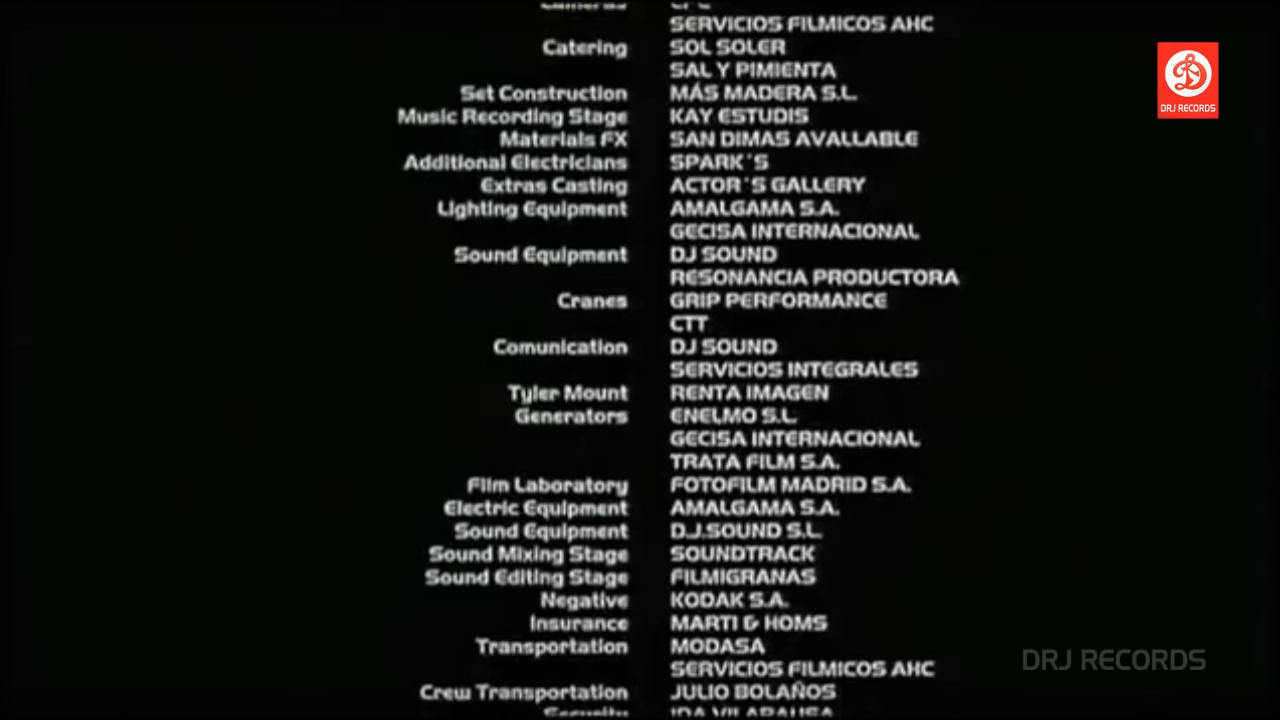 SERVICIOS FILMICOS AHC
Catering SOL SOLER
SAL Y PIMIENTA
Set Construction MÁS MADERA S.L.
Music Recording Stage KAY ESTUDIS
Materials FX SAN DIMAS AVALLABLE
Additional Electricians SPARK´S
Extras Casting ACTOR´S GALLERY
Lighting Equipment AMALGAMA S.A.
GECISA INTERNACIONAL
Sound Equipment DJ SOUND
RESONANCIA PRODUCTORA
Cranes GRIP PERFORMANCE
CTT
Comunication DJ SOUND
SERVICIOS INTEGRALES
Tyler Mount RENTA IMAGEN
Generators ENELMO S.L.
GECISA INTERNACIONAL
TRATA FILM S.A.
Film Laboratory FOTOFILM MADRID S.A.
Electric Equipment AMALGAMA S.A.
Sound Equipment D.J.SOUND S.L.
Sound Mixing Stage SOUNDTRACK
Sound Editing Stage FILMIGRANAS
Negative KODAK S.A.
Insurance MARTI & HOMS
Transportation MODASA
SERVICIOS FILMICOS AHC
Crew Transportation JULIO BOLAÑOS
DRJ RECORDS
DRJ RECORDS